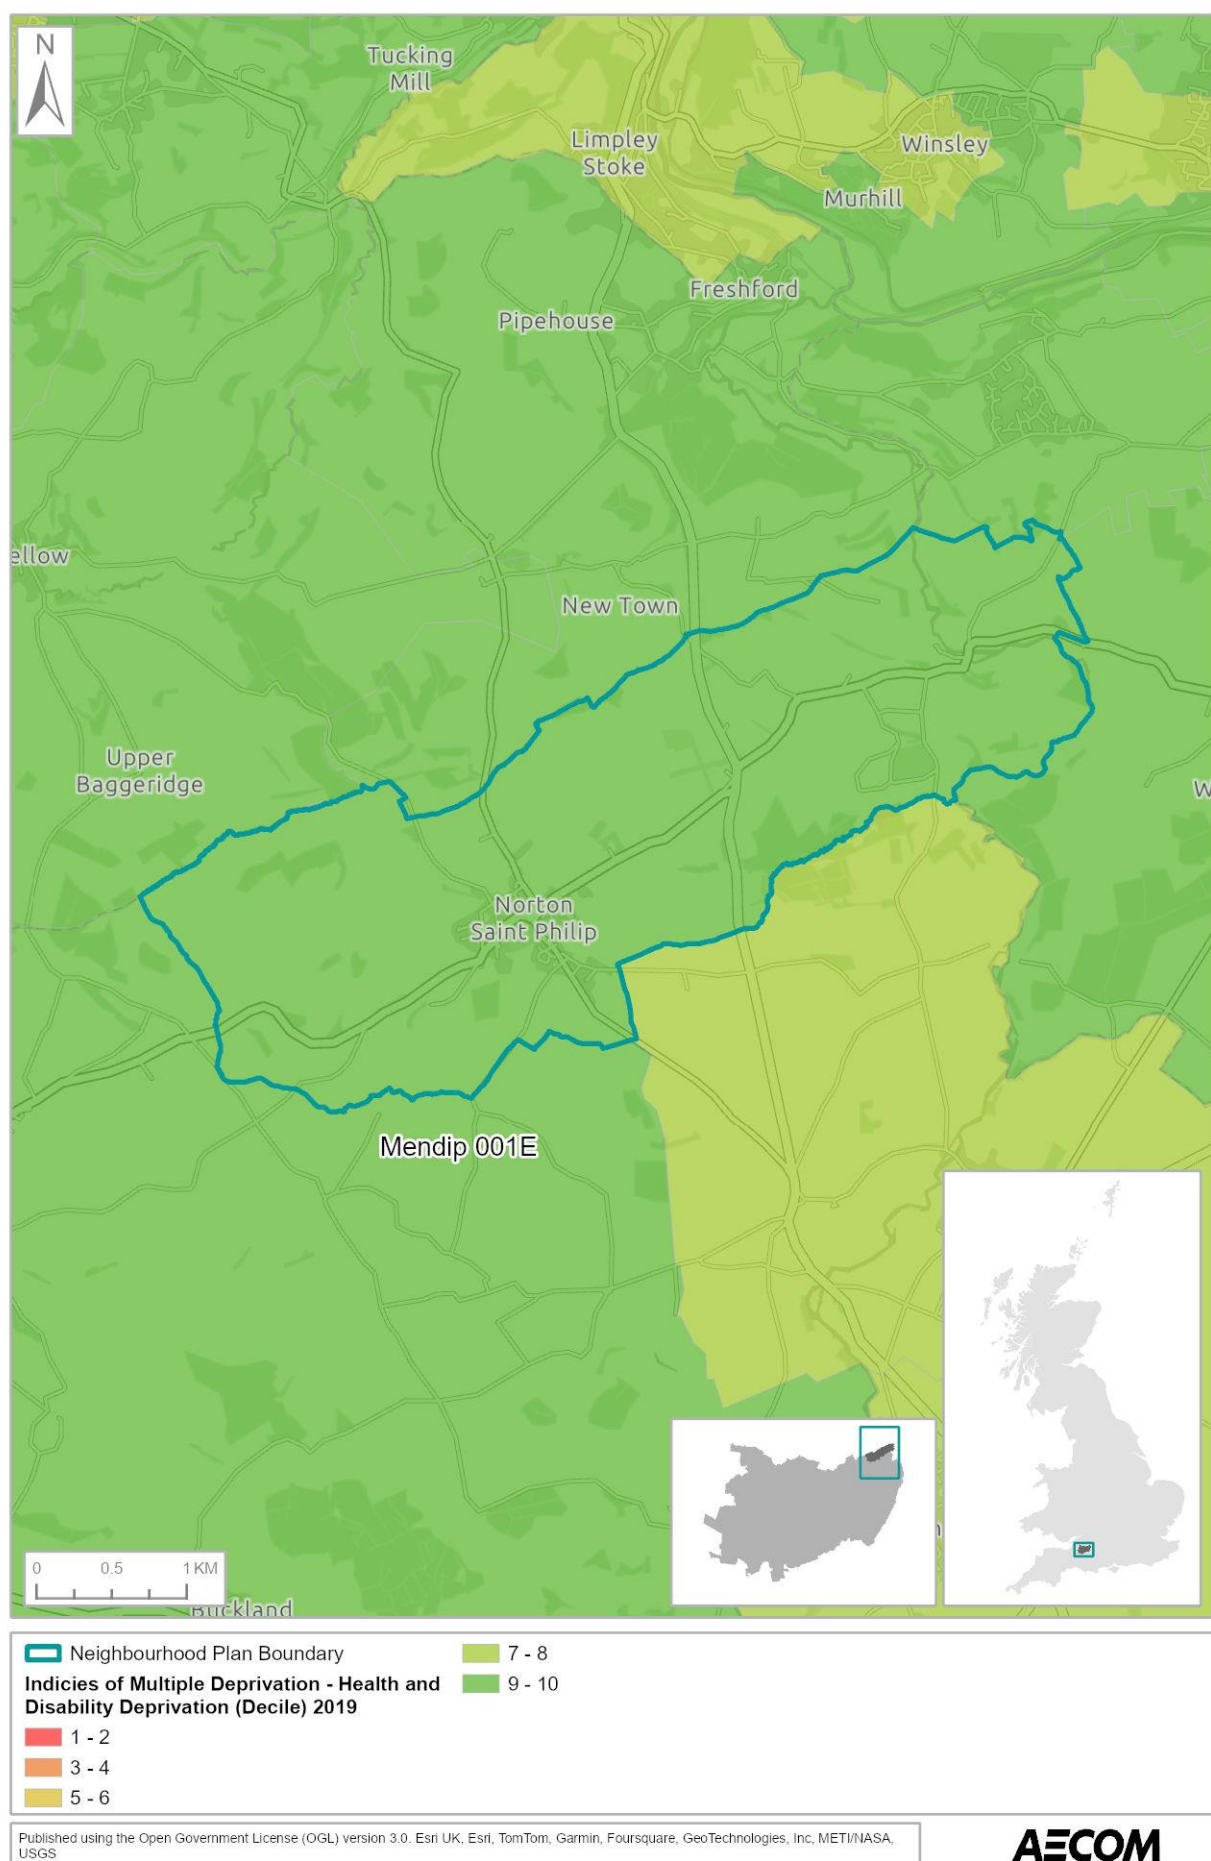 N
Tucking
Mill
Limpley
Stoke
Winsley
Murhill
Freshford
Pipehouse
ellow
New Town
Upper
Baggeridge
W
Norton
Saint Philip
Mendip 001E
n
0 0.5 1 KM
Buckland
Neighbourhood Plan Boundary
Indicies of Multiple Deprivation - Health and
Disability Deprivation (Decile) 2019
1 - 2
3 - 4
5 - 6
7 - 8
9 - 10
Published using the Open Government License (OGL) version 3.0. Esri UK, Esri, TomTom, Garmin, Foursquare, GeoTechnologies, Inc, METI/NASA,
USGS
AECOM